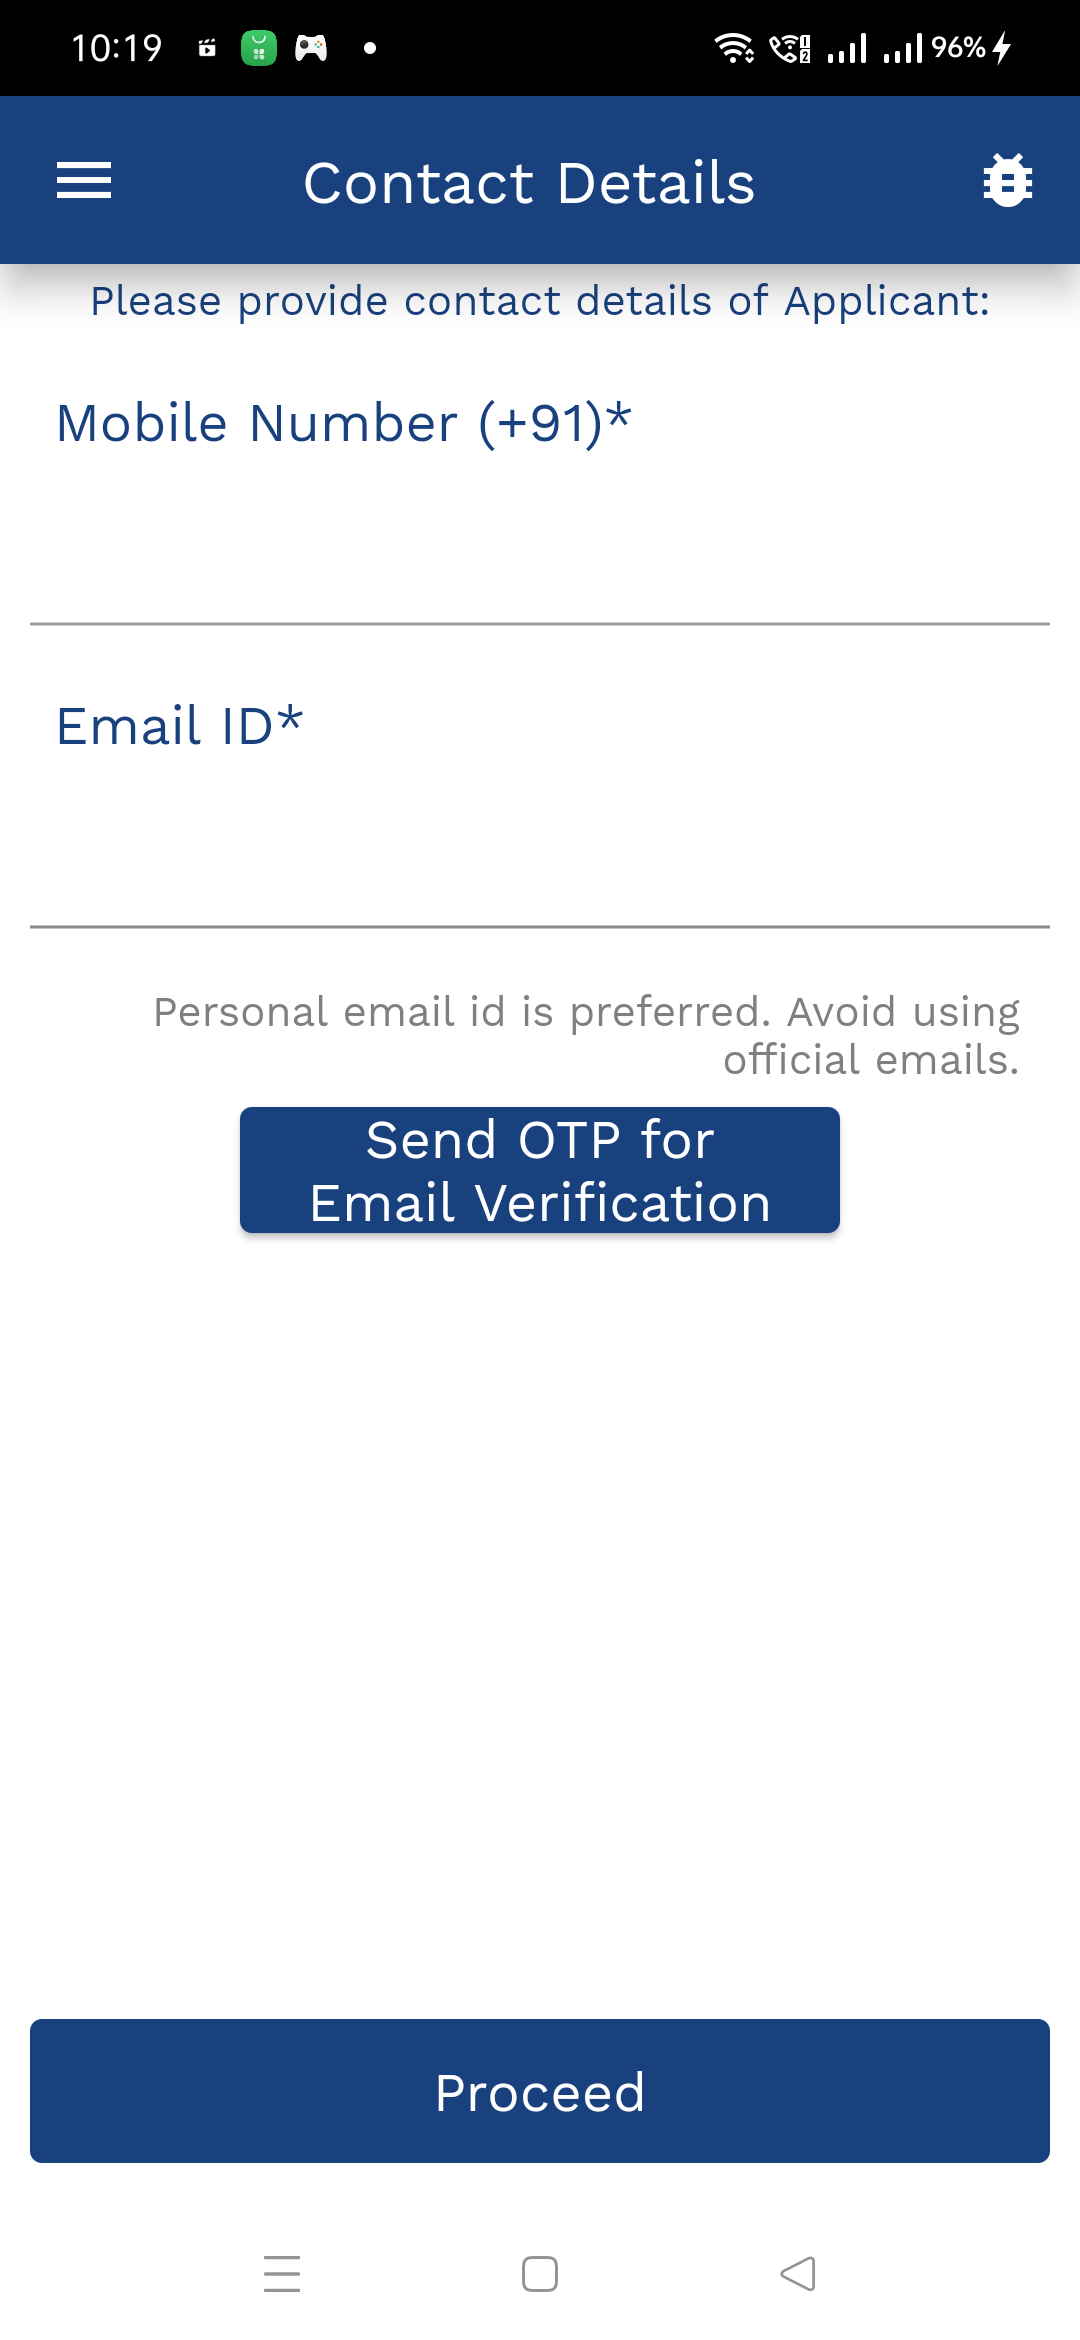 10:19
96%
Contact Details
Please provide contact details of Applicant:
Mobile Number (+91)*
Email ID*
Personal email id is preferred. Avoid using
official emails.
Send OTP for
Email Verification
Proceed